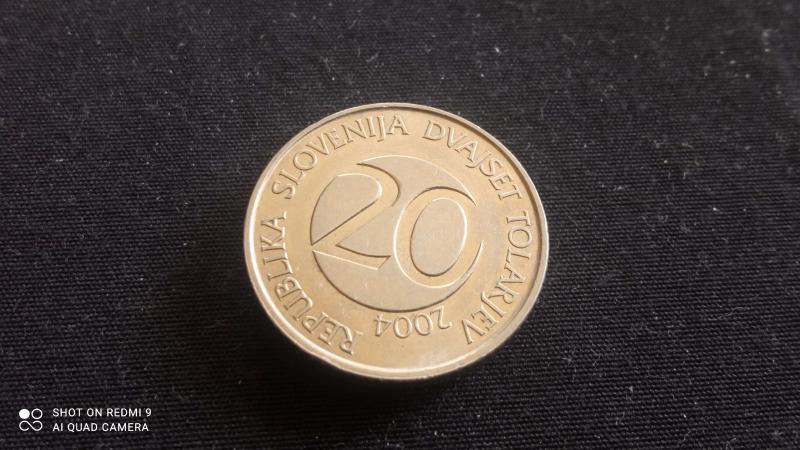 REPUBLIKA SLOVENIJA DVAJSET TOLARJEV
20
2004
SHOT ON REDMI 9
AI QUAD CAMERA